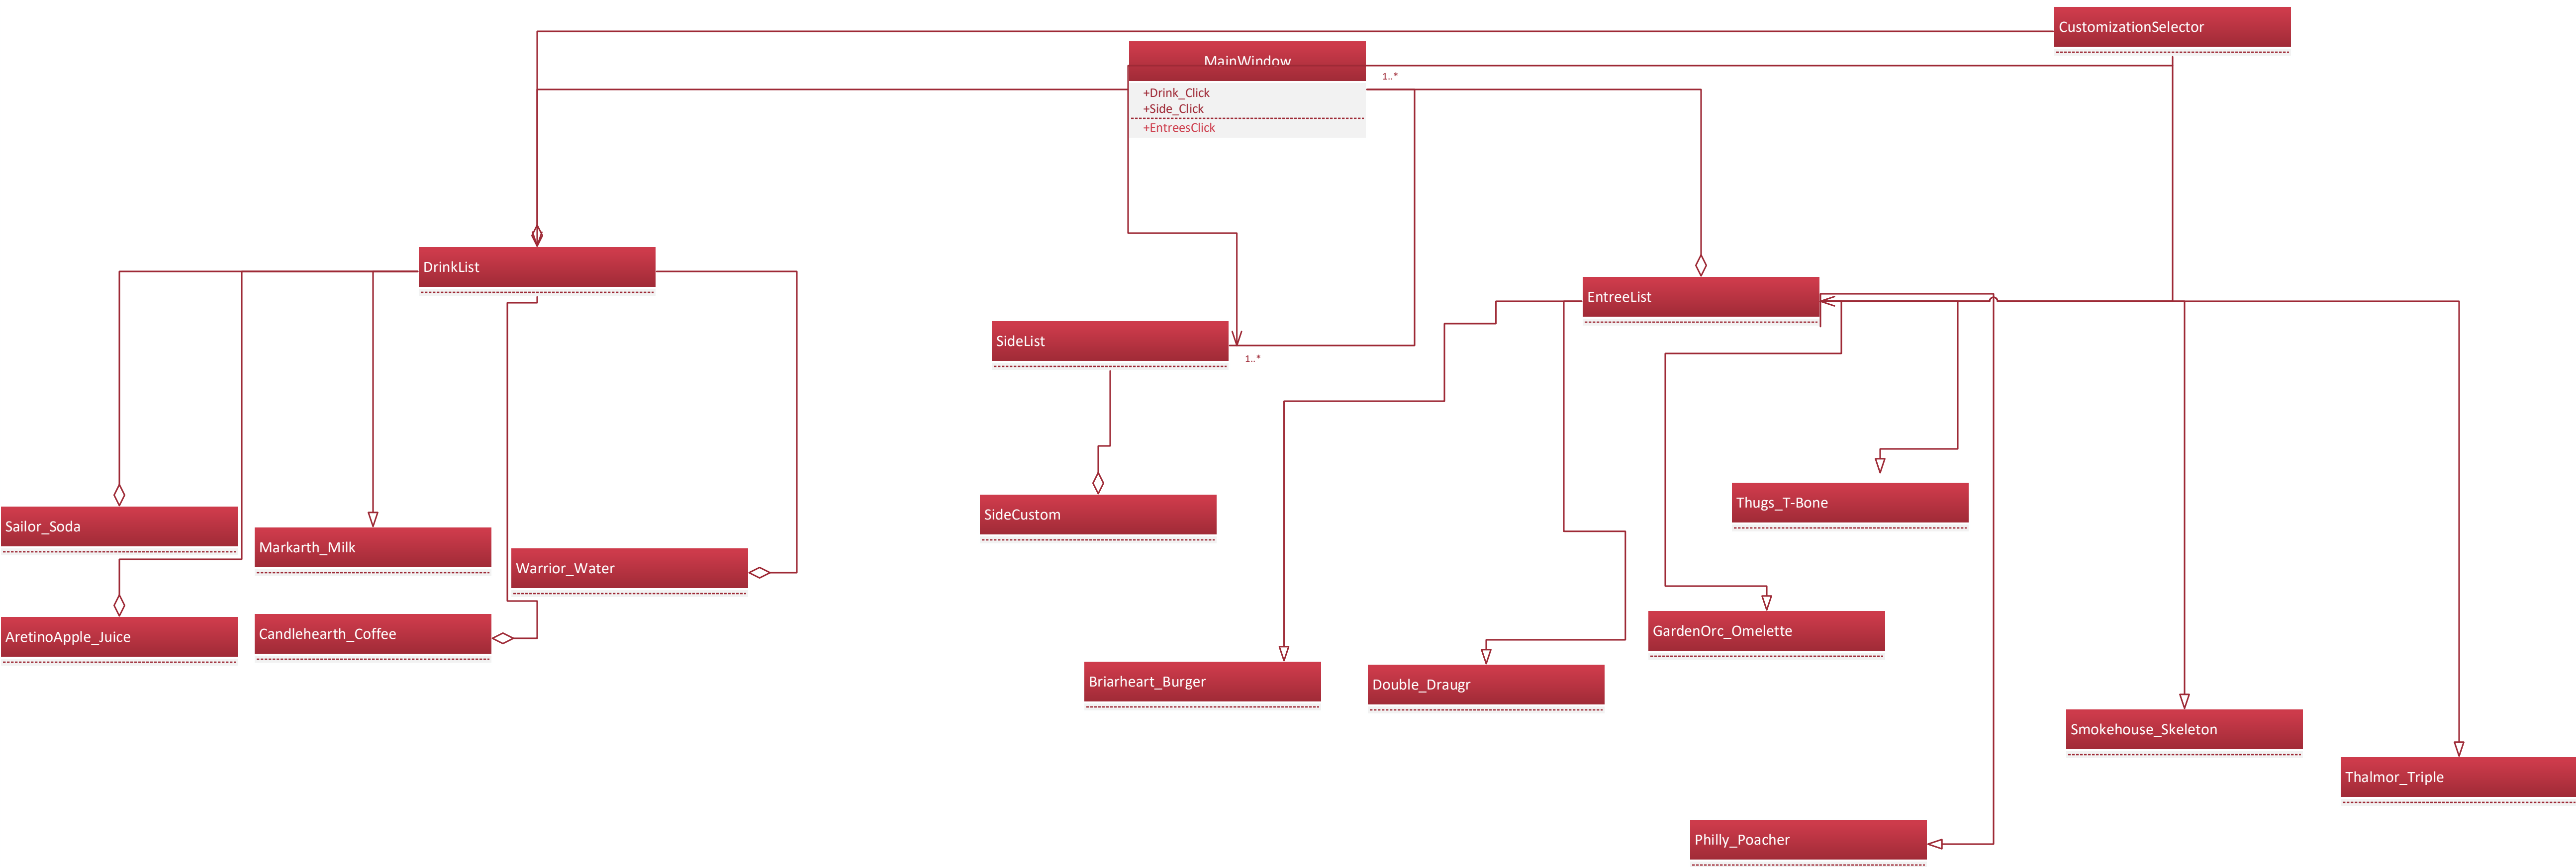 CustomizationSelector
MainWindow
1..*
+Drink_Click
+Side_Click
+EntreesClick
DrinkList
EntreeList
SideList
1..*
Thugs_T-Bone
SideCustom
Sailor_Soda
Markarth_Milk
Warrior_Water
GardenOrc_Omelette
AretinoApple_Juice
Candlehearth_Coffee
Briarheart_Burger
Double_Draugr
Smokehouse_Skeleton
Thalmor_Triple
Philly_Poacher